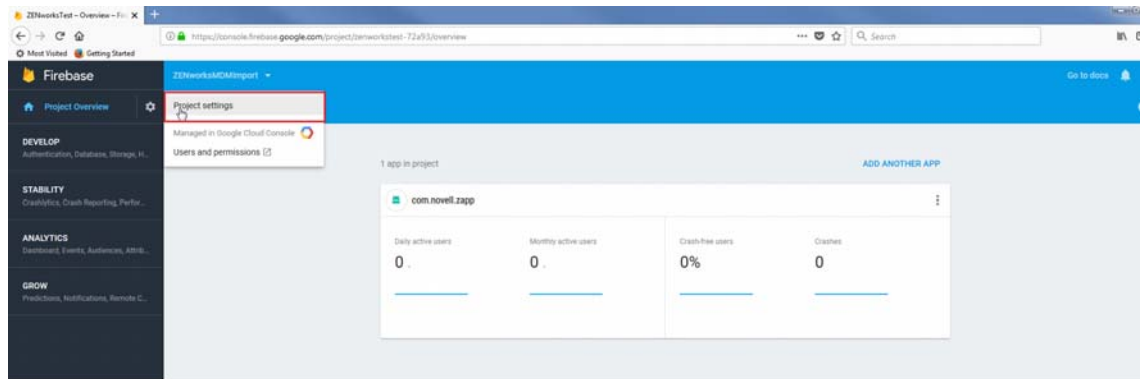 ZENworksTest – Overview – Fi
https://console.firebase.google.com/project/zenworkstest-72a93/overview
Search
Most Visited Getting Started
Firebase
ZENworksMDMImport
Go to docs
Project Overview
Project settings
Managed in Google Cloud Console
Users and permissions
DEVELOP
Authentication, Database, Storage, H...
1 app in project
ADD ANOTHER APP
STABILITY
Crashlytics, Crash Reporting, Perfor...
com.novell.zapp
ANALYTICS
Dashboard, Events, Audiences, Attrib...
Daily active users
Monthly active users
Crash-free users
Crashes
0
0
0%
0
GROW
Predictions, Notifications, Remote C...